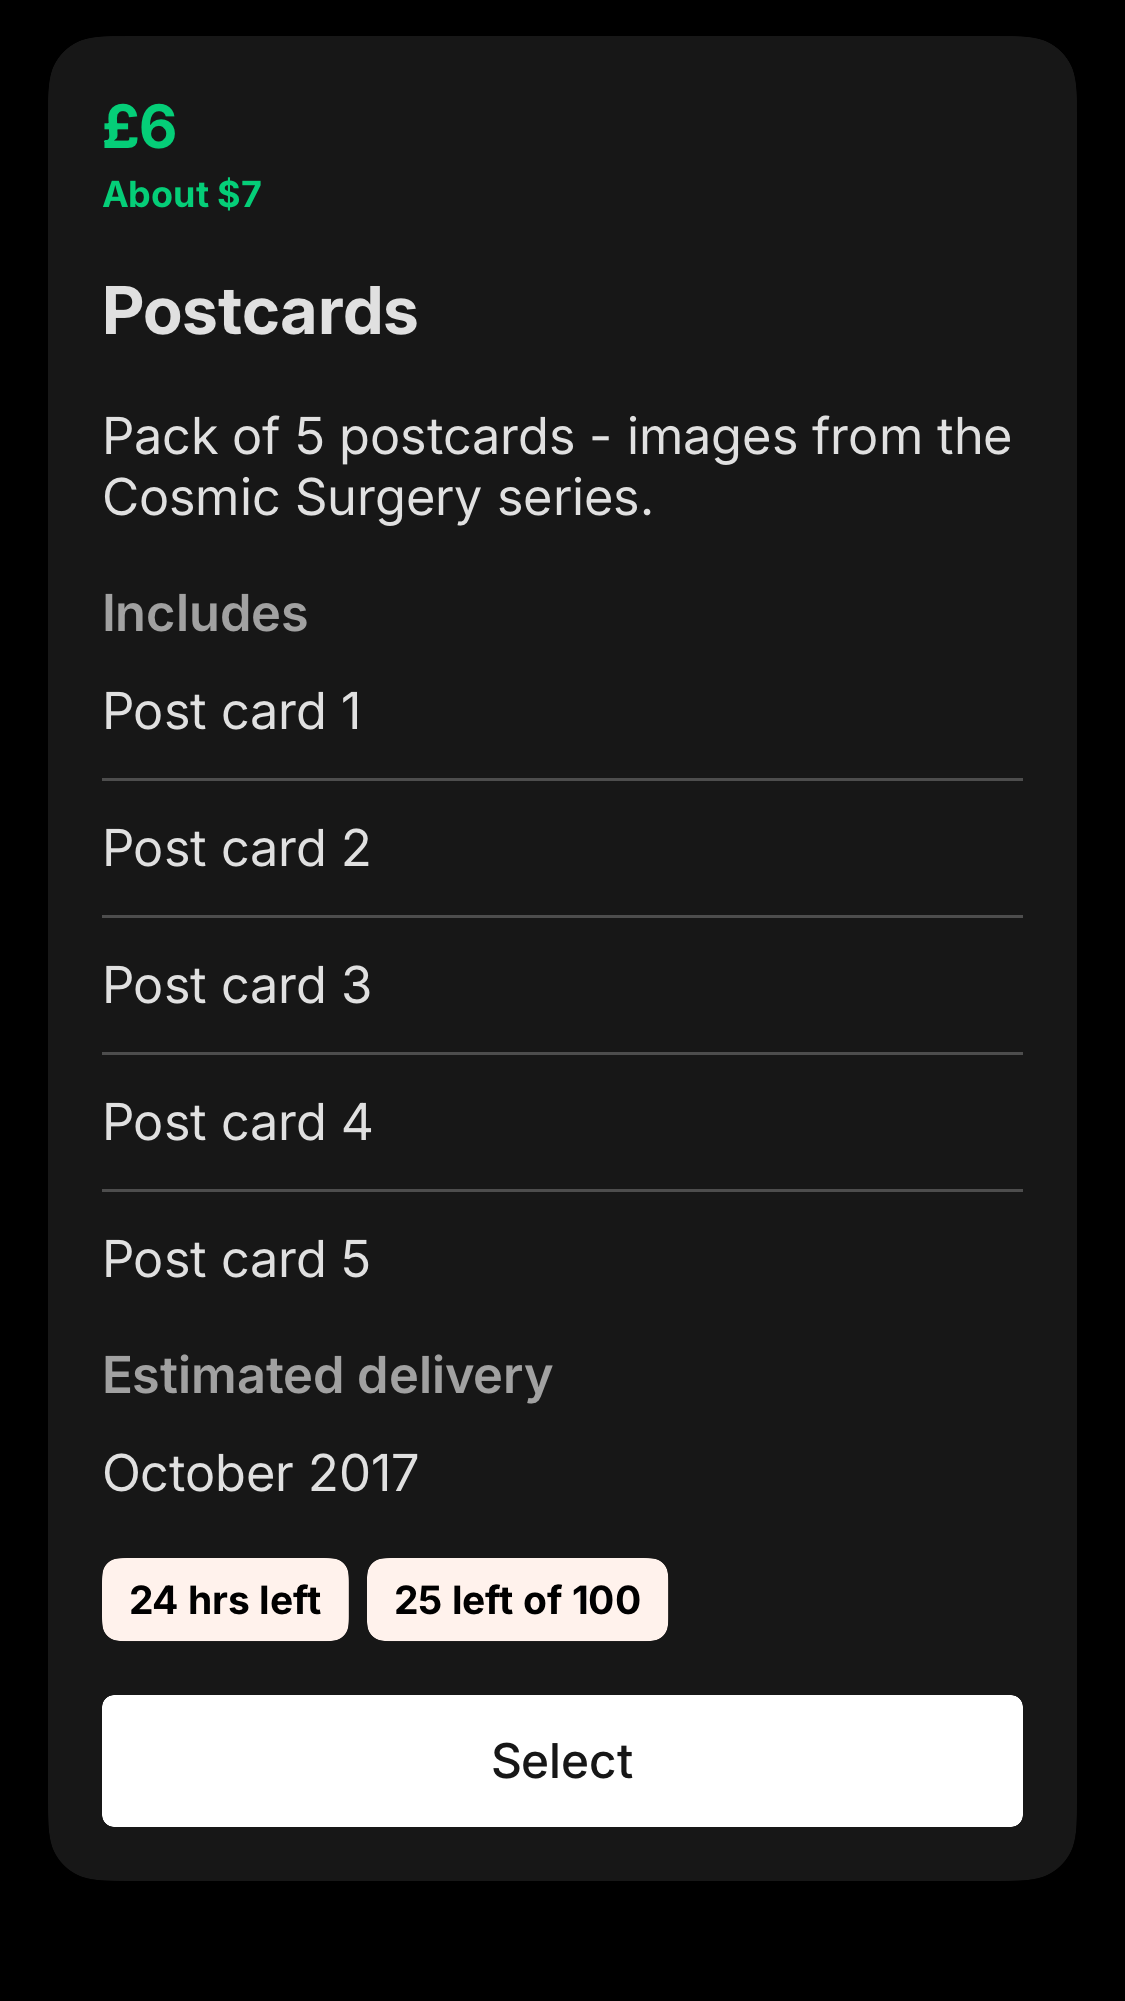 £6
About $7
Postcards
Pack of 5 postcards - images from the
Cosmic Surgery series.
Includes
Post card 1
Post card 2
Post card 3
Post card 4
Post card 5
Estimated delivery
October 2017
24 hrs left
25 left of 100
Select